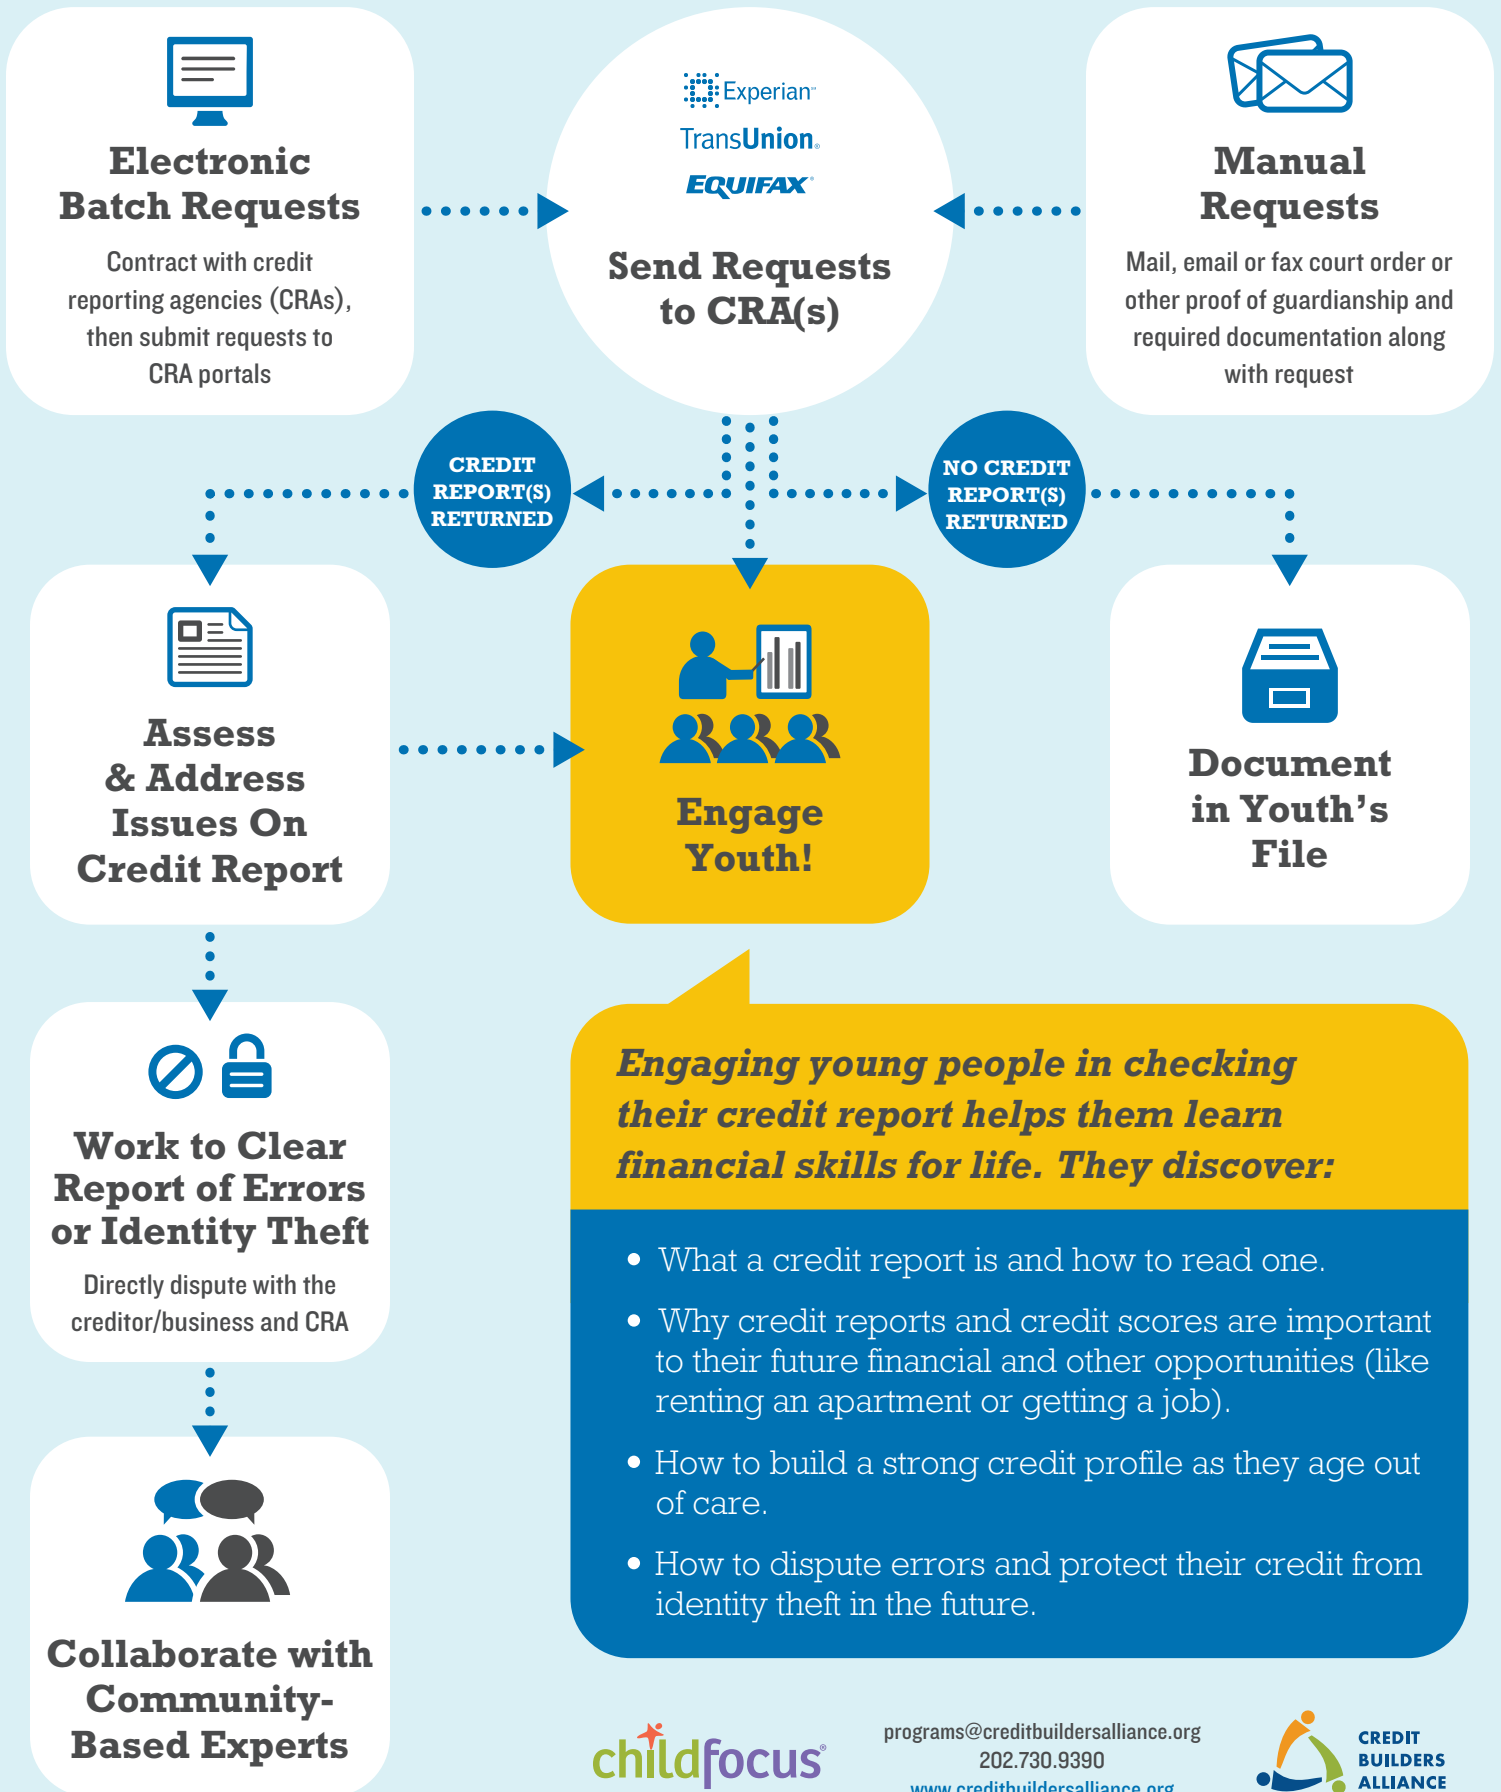 Electronic
Batch Requests
Contract with credit
reporting agencies (CRAs),
then submit requests to
CRA portals
Experian™
TransUnion®
EQUIFAX®
Send Requests
to CRA(s)
Manual
Requests
Mail, email or fax court order or
other proof of guardianship and
required documentation along
with request
CREDIT
REPORT(S)
RETURNED
NO CREDIT
REPORT(S)
RETURNED
Assess
& Address
Issues On
Credit Report
Engage
Youth!
Document
in Youth's
File
Work to Clear
Report of Errors
or Identity Theft
Directly dispute with the
creditor/business and CRA
Collaborate with
Community-
Based Experts
Engaging young people in checking
their credit report helps them learn
financial skills for life. They discover:
• What a credit report is and how to read one.
• Why credit reports and credit scores are important
to their future financial and other opportunities (like
renting an apartment or getting a job).
• How to build a strong credit profile as they age out
of care.
• How to dispute errors and protect their credit from
identity theft in the future.
childfocus®
programs@creditbuildersalliance.org
202.730.9390
www.creditbuildersalliance.org
CREDIT
BUILDERS
ALLIANCE